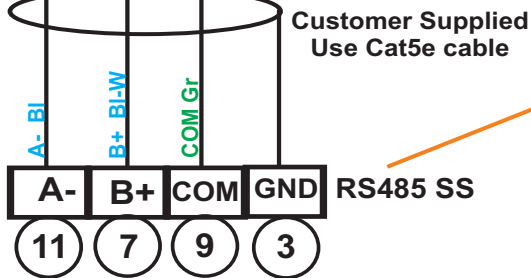 Customer Supplied
Use Cat5e cable
A- Bl
B+ Bl-W
COM Gr
A- B+ COM GND RS485 SS
11 7 9 3